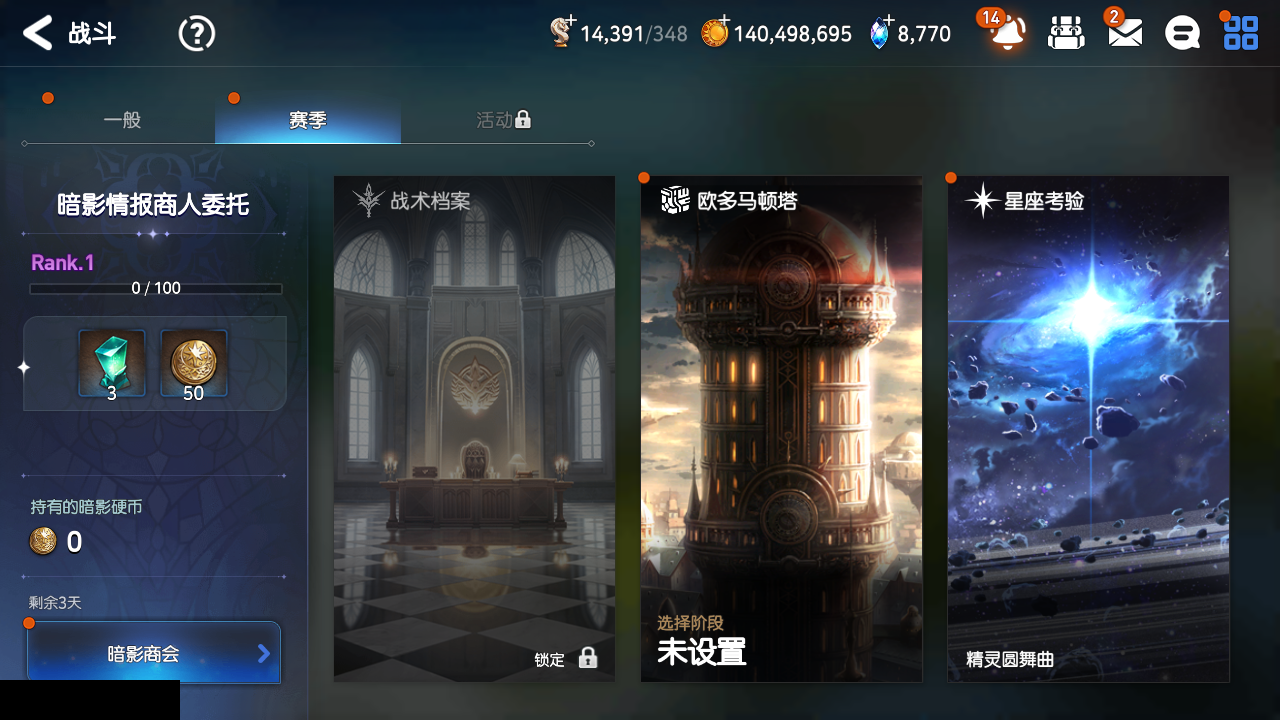 战斗
?
14,391/348
140,498,695
8,770
14
2
一般
赛季
活动
暗影情报商人委托
Rank.1
0 / 100
3
50
持有的暗影硬币
0
剩余3天
暗影商会
战术档案
锁定
欧多马顿塔
选择阶段
未设置
星座考验
精灵圆舞曲